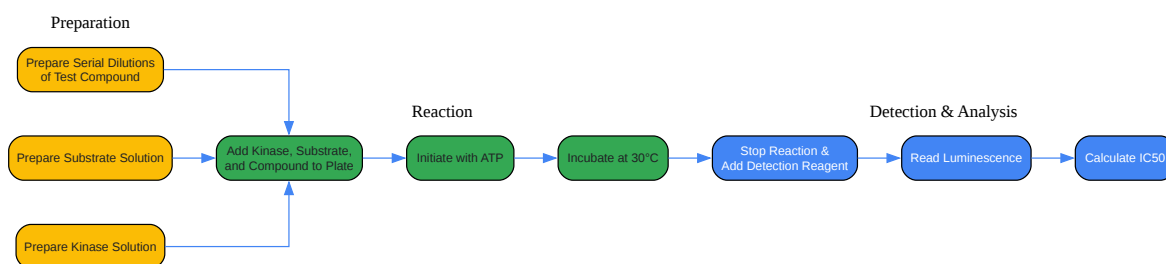 Preparation
Prepare Serial Dilutions
of Test Compound
Prepare Substrate Solution
Prepare Kinase Solution
Reaction
Add Kinase, Substrate,
and Compound to Plate
Initiate with ATP
Incubate at 30°C
Detection & Analysis
Stop Reaction &
Add Detection Reagent
Read Luminescence
Calculate IC50